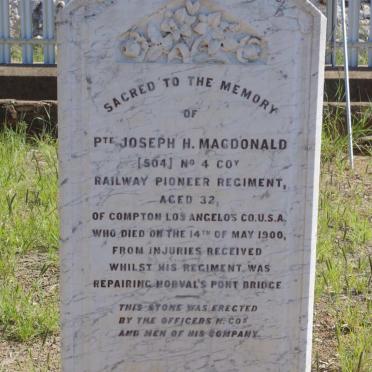 SACRED TO THE MEMORY
OF
PTE JOSEPH H. MACDONALD
[504] NO 4 COY
RAILWAY PIONEER REGIMENT,
AGED 32,
OF COMPTON LOS ANGELO'S CO. U.S.A.
WHO DIED ON THE 14TH OF MAY 1900,
FROM INJURIES RECEIVED
WHILST HIS REGIMENT WAS
REPAIRING NORVAL'S PONT BRIDGE
THIS STONE WAS ERECTED
BY THE OFFICERS N. COS
AND MEN OF HIS COMPANY.